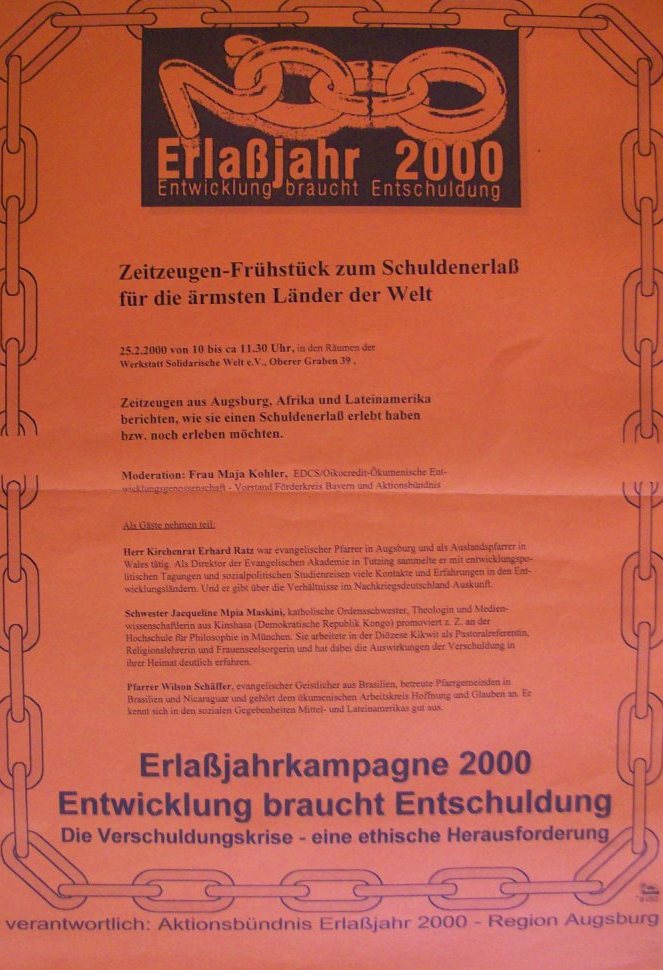 Erlaßjahr 2000
Entwicklung braucht Entschuldung
Zeitzeugen-Frühstück zum Schuldenerlaß
für die ärmsten Länder der Welt
25.2.2000 von 10 bis ca 11.30 Uhr, in den Räumen der
Werkstatt Solidarische Welt e.V., Oberer Graben 39 ,
Zeitzeugen aus Augsburg, Afrika und Lateinamerika
berichten, wie sie einen Schuldenerlaß erlebt haben
bzw. noch erleben möchten.
Moderation: Frau Maja Kohler, EDCS/Oikocredit-Ökumenische Ent-
wicklungsgenossenschaft - Vorstand Förderkreis Bayern und Aktionsbündnis
Als Gäste nehmen teil:
Herr Kirchenrat Erhard Ratz war evangelischer Pfarrer in Augsburg und als Auslandspfarrer in
Wales tätig. Als Direktor der Evangelischen Akademie in Tutzing sammelte er mit entwicklungspo-
litischen Tagungen und sozialpolitischen Studienreisen viele Kontakte und Erfahrungen in den Ent-
wicklungsländern. Und er gibt über die Verhältnisse im Nachkriegsdeutschland Auskunft.
Schwester Jacqueline Mpia Maskini, katholische Ordensschwester, Theologin und Medien-
wissenschaftlerin aus Kinshasa (Demokratische Republik Kongo) promoviert z. Z. an der
Hochschule für Philosophie in München. Sie arbeitete in der Diözese Kikwit als Pastoralreferentin,
Religionslehrerin und Frauenseelsorgerin und hat dabei die Auswirkungen der Verschuldung in
ihrer Heimat deutlich erfahren.
Pfarrer Wilson Schäffer, evangelischer Geistlicher aus Brasilien, betreute Pfarrgemeinden in
Brasilien und Nicaraguar und gehört dem ökumenischen Arbeitskreis Hoffnung und Glauben an. Er
kennt sich in den sozialen Gegebenheiten Mittel- und Lateinamerikas gut aus.
Erlaßjahrkampagne 2000
Entwicklung braucht Entschuldung
Die Verschuldungskrise - eine ethische Herausforderung
verantwortlich: Aktionsbündnis Erlaßjahr 2000 - Region Augsburg